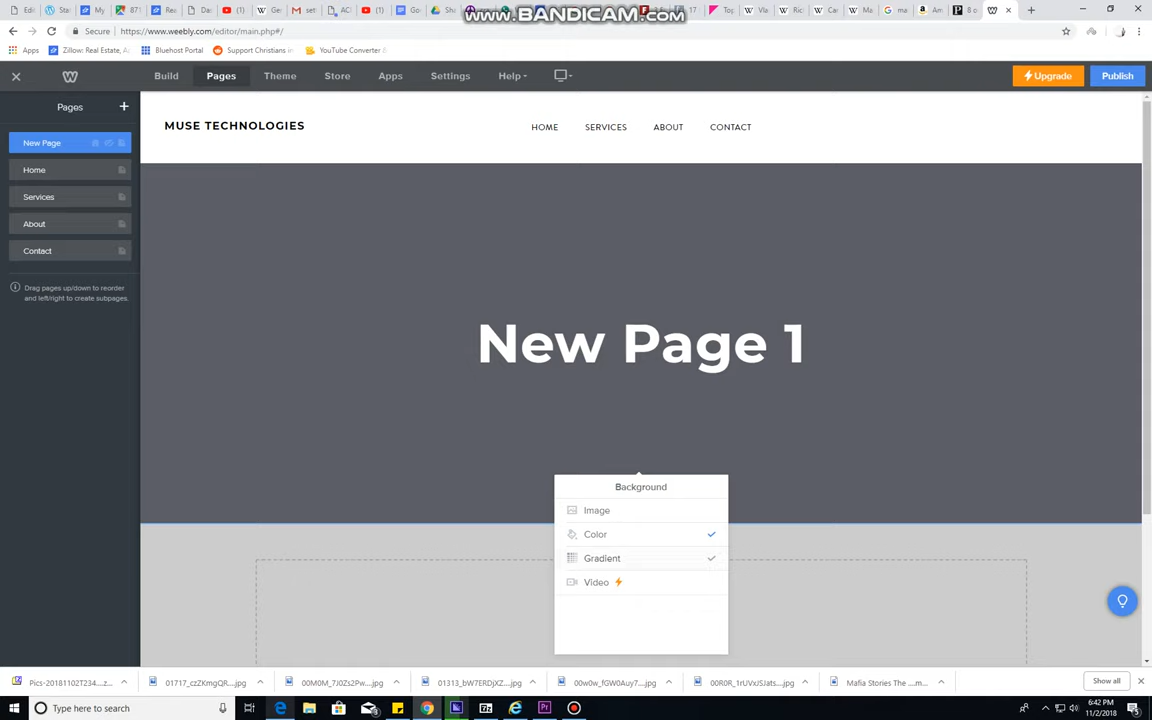 www.BANDICAM.com
Secure https://www.weebly.com/editor/main.php#/
Apps Zillow: Real Estate, A Bluehost Portal Support Christians in YouTube Converter &
Build Pages Theme Store Apps Settings Help Upgrade Publish
Pages +
New Page
Home
Services
About
Contact
Drag pages up/down to reorder
and left/right to create subpages.
MUSE TECHNOLOGIES
HOME SERVICES ABOUT CONTACT
New Page 1
Background
Image
Color
Gradient
Video
Pics-20181102T234....z... 01717_czZKmgQ....jpg 00M0M_7J0Zs2Pw....jpg 01313_bW7ERDjXZ....jpg 00w0w_fGW0Auy7....jpg 00R0R_1rUVxJSJats....jpg Mafia Stories The ....m... Show all
Type here to search
6:42 PM
11/2/2018